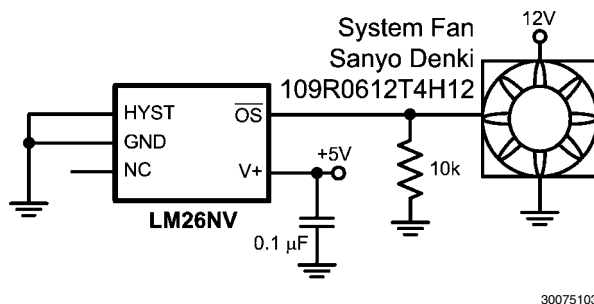 System Fan
Sanyo Denki
109R0612T4H12
12V
HYST
OS
GND
+5V
NC
V+
10k
LM26NV
0.1 µF
30075103